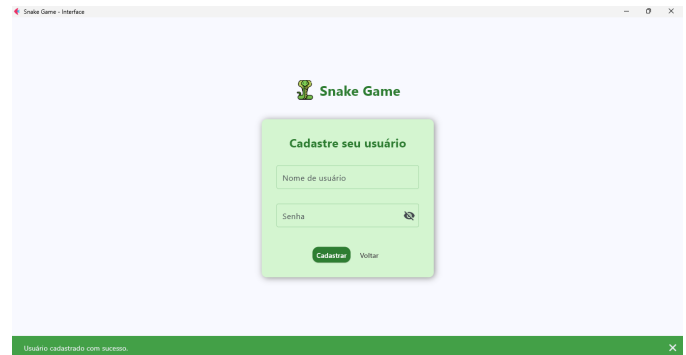 Snake Game - Interface
Snake Game
Cadastre seu usuário
Nome de usuário
Senha
Cadastrar Voltar
Usuário cadastrado com sucesso.